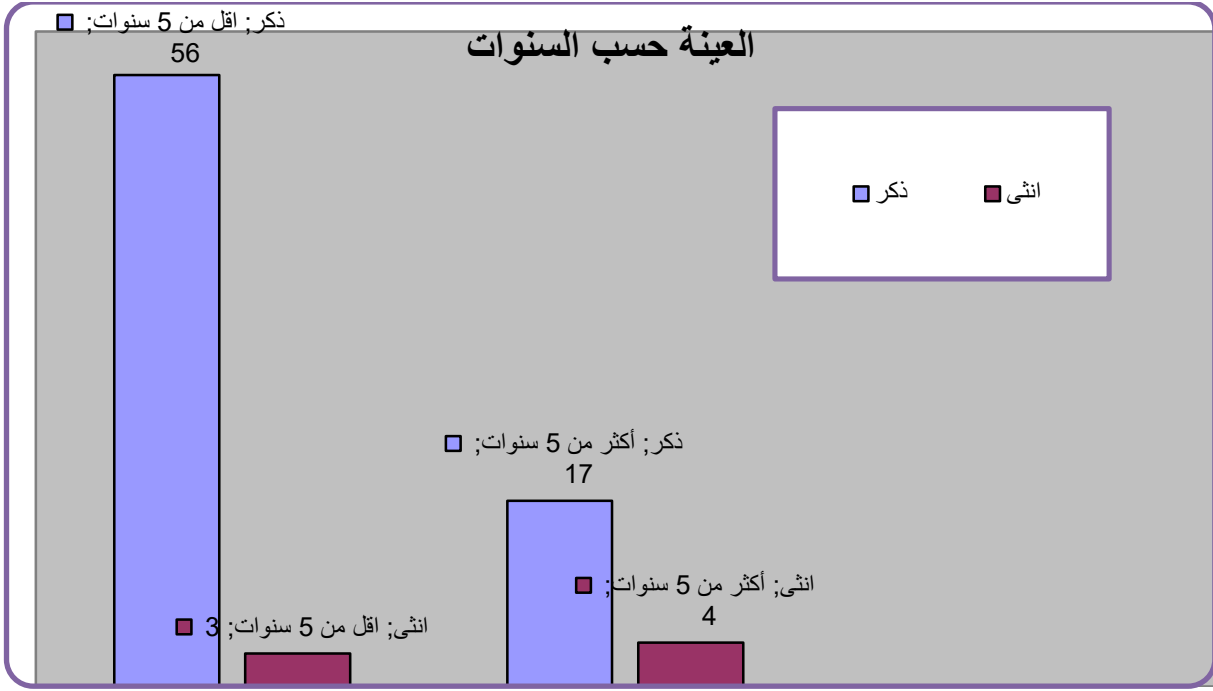 العينة حسب السنوات
ذكر; اقل من 5 سنوات;
56
ذكر
انثى
ذكر; أكثر من 5 سنوات;
17
انثى; أكثر من 5 سنوات;
4
انثى; اقل من 5 سنوات; 3